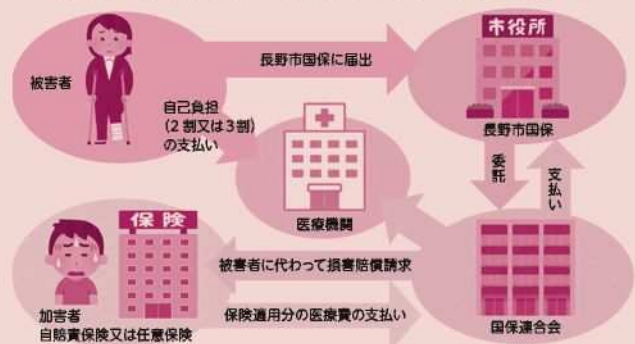 市役所
長野市国保に届出
被害者
自己負担
(2割又は3割)
の支払い
長野市国保
委託
支払い
医療機関
保険
被害者に代わって損害賠償請求
加害者
自賠責保険又は任意保険
保険適用分の医療費の支払い
国保連合会